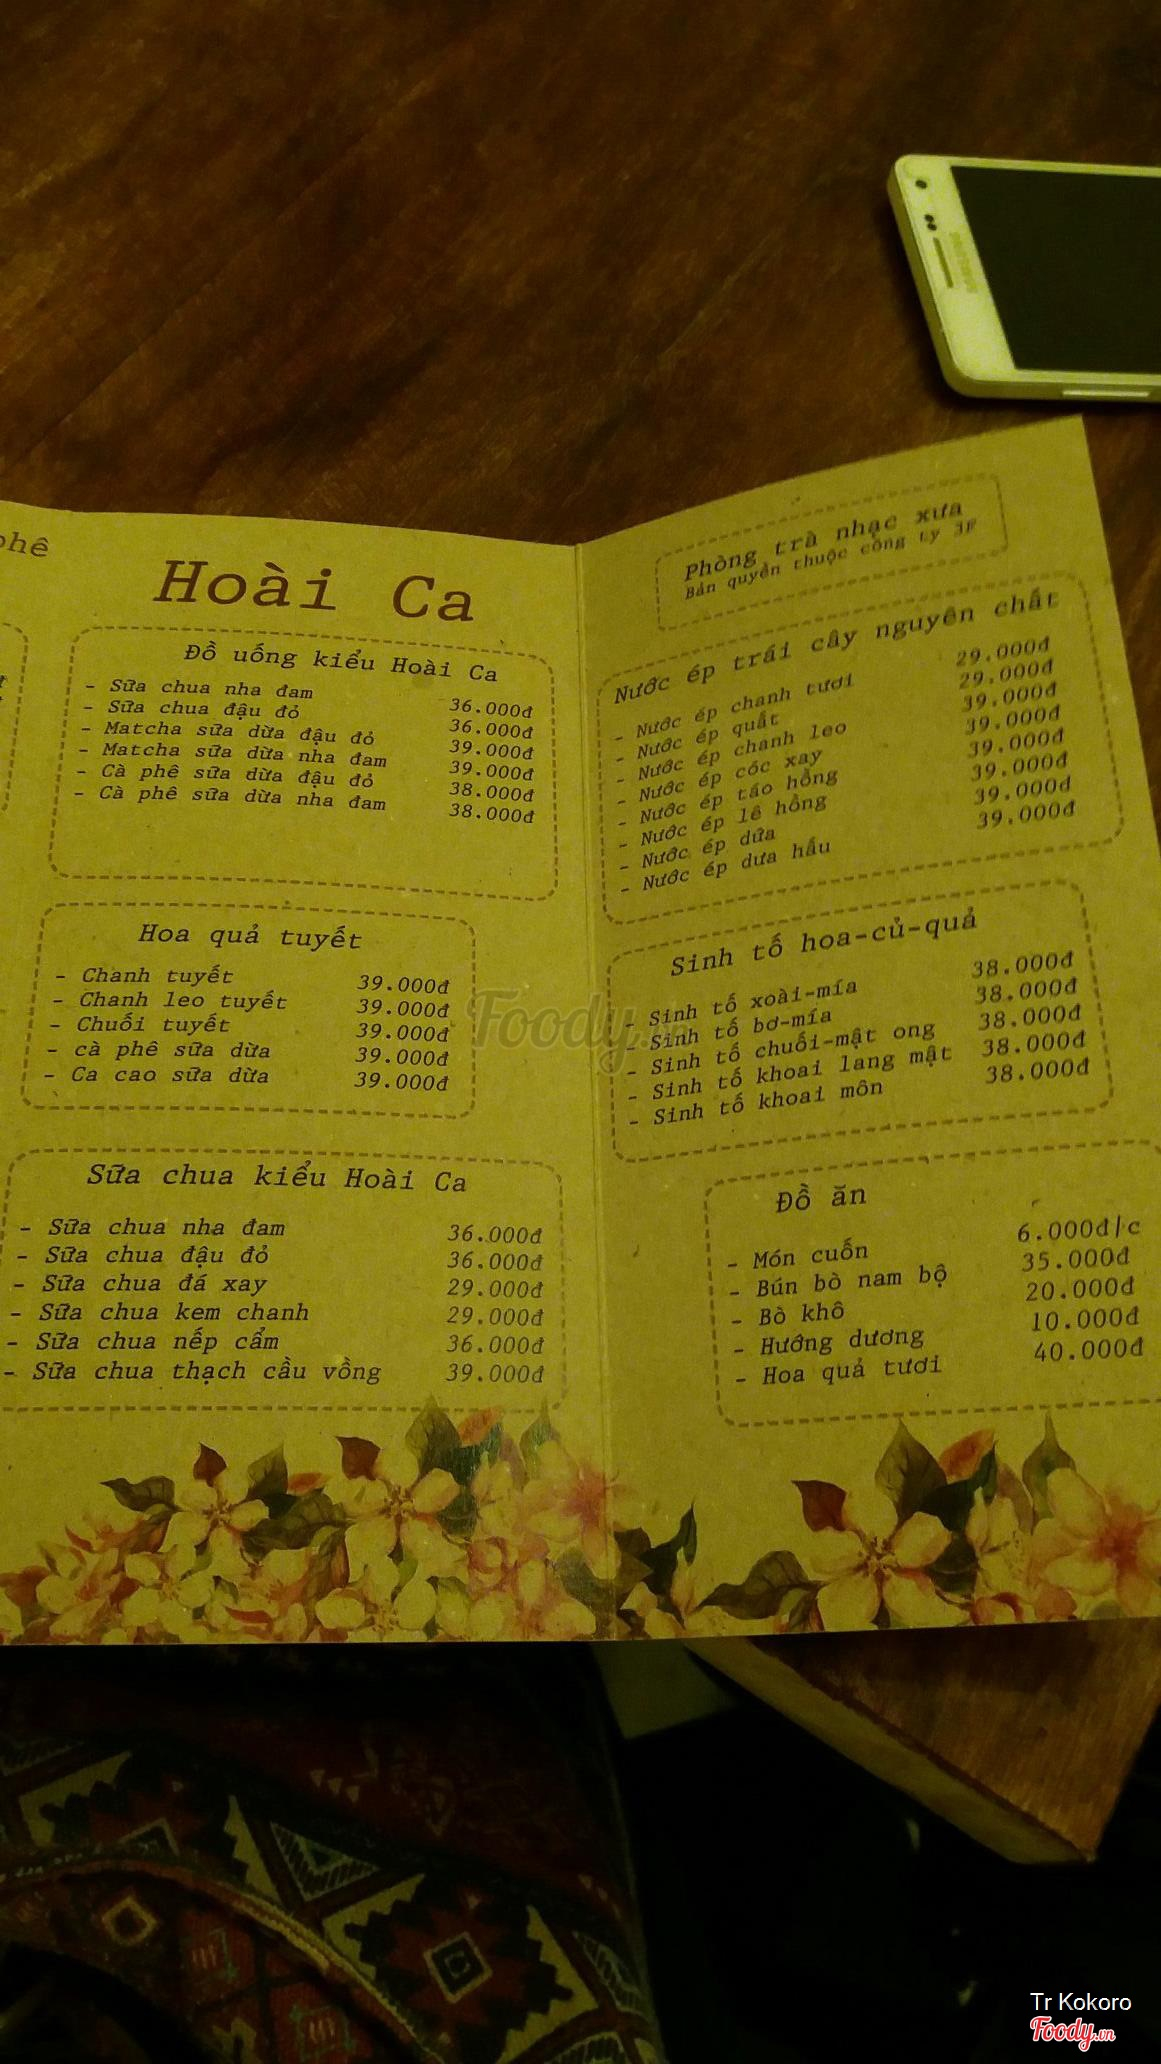 phê
Hoài Ca
Đồ uống kiểu Hoài Ca
- Sữa chua nha đam 36.000đ
- Sữa chua đậu đỏ 36.000đ
- Matcha sữa dừa đậu đỏ 39.000đ
- Matcha sữa dừa nha đam 39.000đ
- Cà phê sữa dừa đậu đỏ 38.000đ
- Cà phê sữa dừa nha đam 38.000đ
Hoa quả tuyết
- Chanh tuyết 39.000đ
- Chanh leo tuyết 39.000đ
- Chuối tuyết 39.000đ
- cà phê sữa dừa 39.000đ
- Ca cao sữa dừa 39.000đ
Sữa chua kiểu Hoài Ca
- Sữa chua nha đam 36.000đ
- Sữa chua đậu đỏ 36.000đ
- Sữa chua đá xay 29.000đ
- Sữa chua kem chanh 29.000đ
- Sữa chua nếp cẩm 36.000đ
- Sữa chua thạch cầu vồng 39.000đ
Phòng trà nhạc xưa
Bản quyền thuộc công ty JF
Nước ép trái cây nguyên chất
- Nước ép chanh tươi 29.000đ
- Nước ép quất 29.000đ
- Nước ép chanh leo 39.000đ
- Nước ép cóc xay 39.000đ
- Nước ép táo hồng 39.000đ
- Nước ép lê hồng 39.000đ
- Nước ép dứa 39.000đ
- Nước ép dưa hấu 39.000đ
Sinh tố hoa-củ-quả
- Sinh tố xoài-mía 38.000đ
- Sinh tố bơ-mía 38.000đ
- Sinh tố chuối-mật ong 38.000đ
- Sinh tố khoai lang mật 38.000đ
- Sinh tố khoai môn 38.000đ
Đồ ăn
- Món cuốn 6.000đ/c
- Bún bò nam bộ 35.000đ
- Bò khô 20.000đ
- Hướng dương 10.000đ
- Hoa quả tươi 40.000đ
Foody.vn
Tr Kokoro
Foody.vn